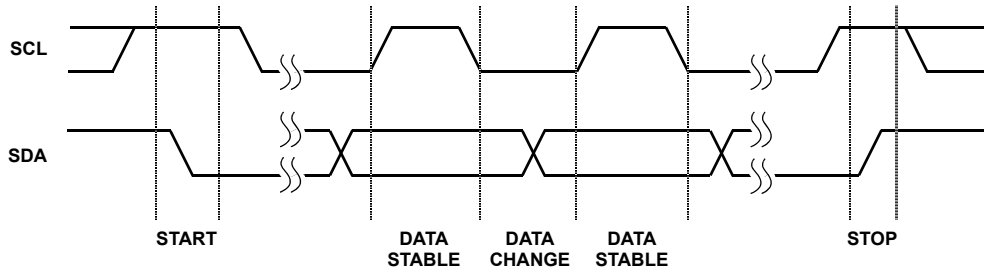 SCL
SDA
START
DATA
STABLE
DATA
CHANGE
DATA
STABLE
STOP